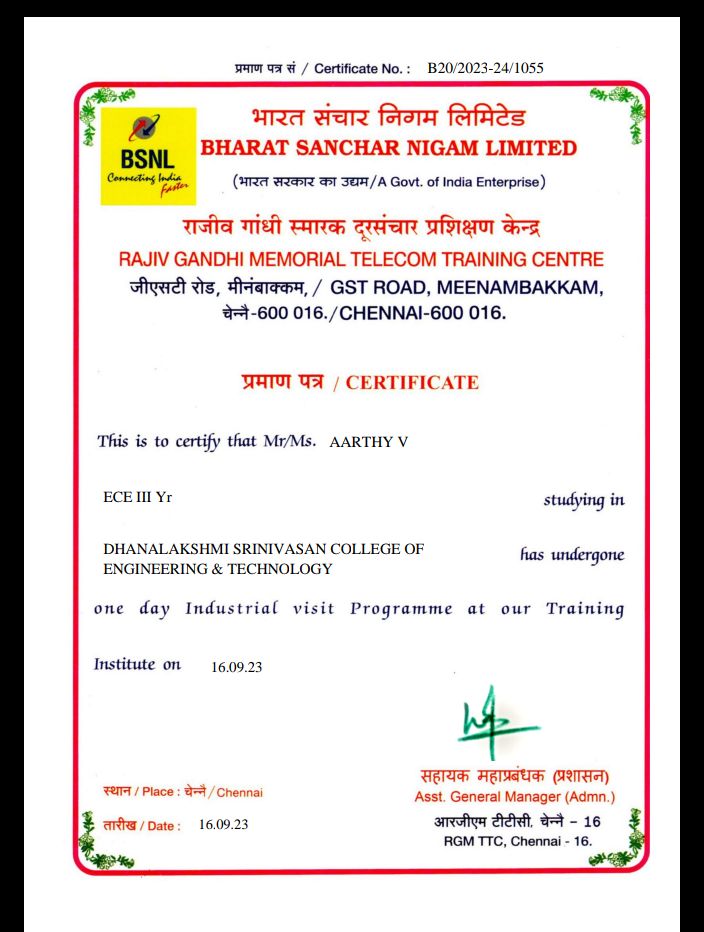 प्रमाण पत्र सं / Certificate No. : B20/2023-24/1055
BSNL
Connecting India
Faster
भारत संचार निगम लिमिटेड
BHARAT SANCHAR NIGAM LIMITED
(भारत सरकार का उद्यम/A Govt. of India Enterprise)
राजीव गांधी स्मारक दूरसंचार प्रशिक्षण केन्द्र
RAJIV GANDHI MEMORIAL TELECOM TRAINING CENTRE
जीएसटी रोड, मीनंबाक्कम, / GST ROAD, MEENAMBAKKAM,
चेन्नै-600 016./CHENNAI-600 016.
प्रमाण पत्र / CERTIFICATE
This is to certify that Mr/Ms. AARTHY V
ECE III Yr studying in
DHANALAKSHMI SRINIVASAN COLLEGE OF
ENGINEERING & TECHNOLOGY has undergone
one day Industrial visit Programme at our Training
Institute on 16.09.23
सहायक महाप्रबंधक (प्रशासन)
Asst. General Manager (Admn.)
आरजीएम टीटीसी, चेन्नै - 16
RGM TTC, Chennai - 16.
स्थान / Place : चेन्नै / Chennai
तारीख / Date : 16.09.23